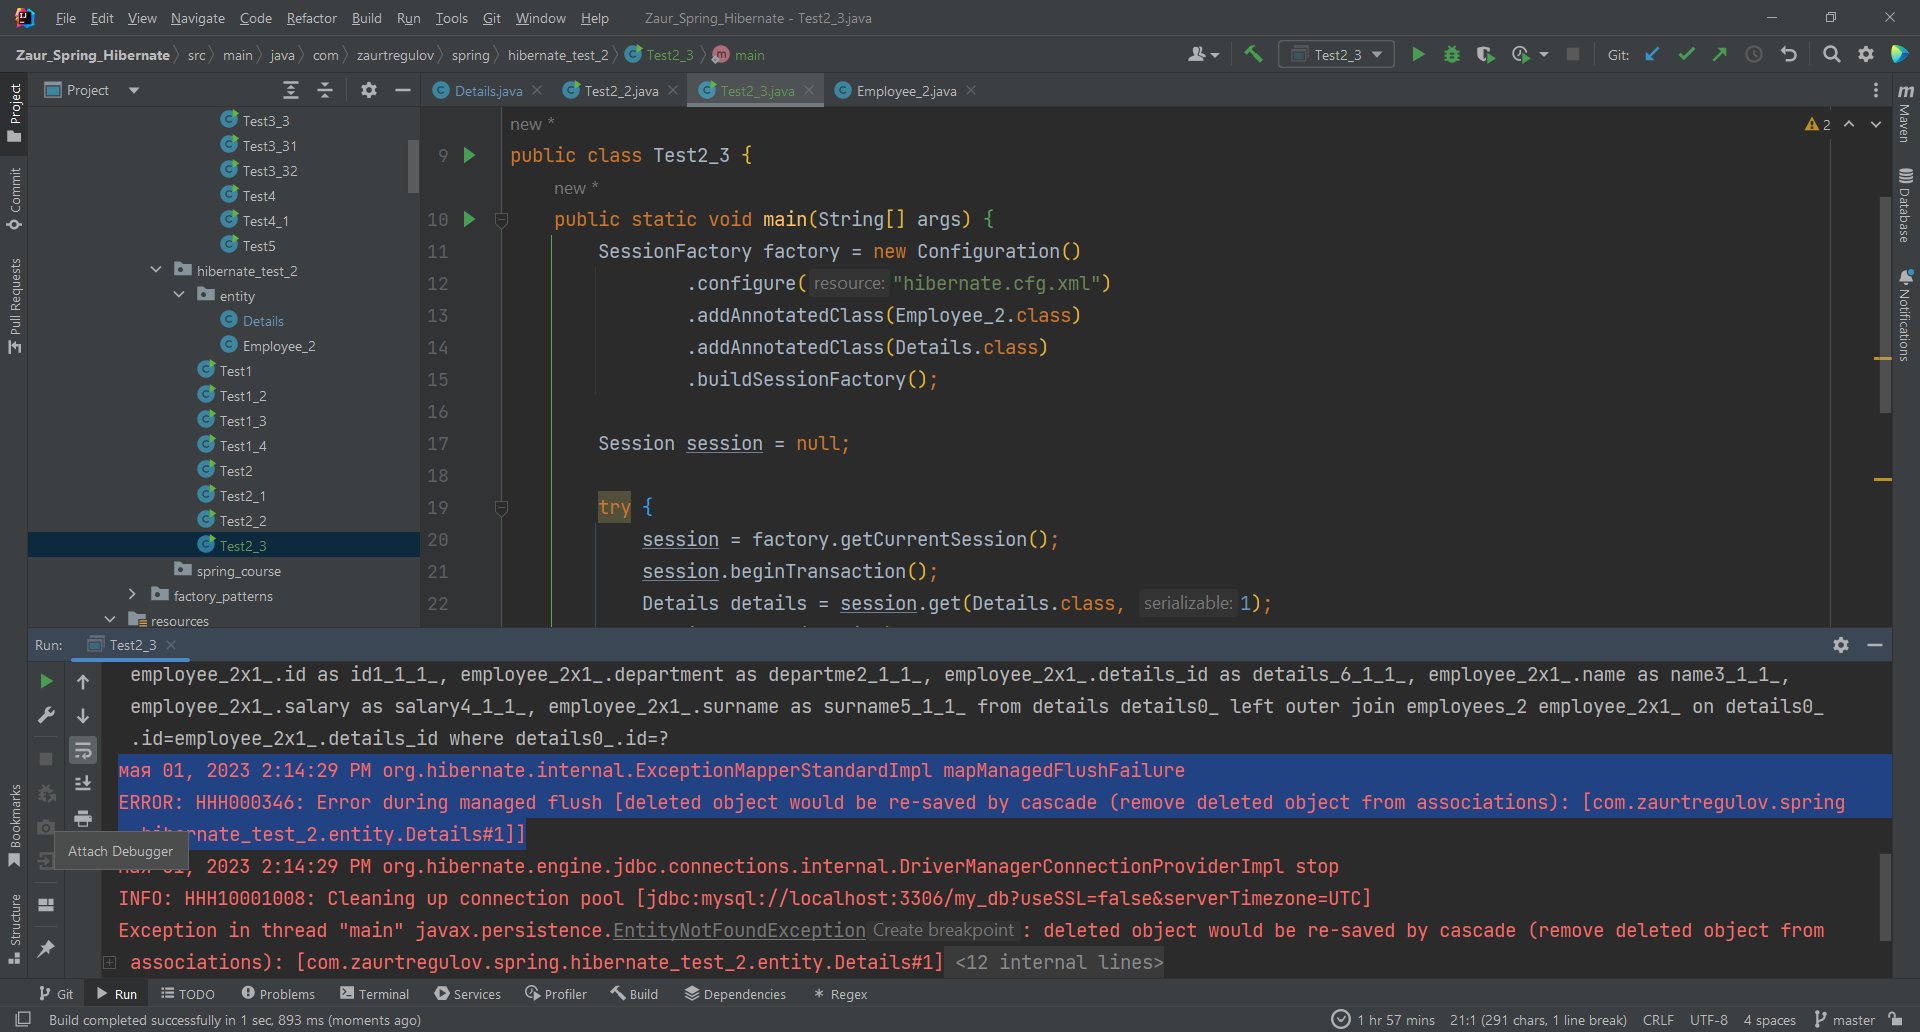 File Edit View Navigate Code Refactor Build Run Tools Git Window Help Zaur_Spring_Hibernate - Test2_3.java
Zaur_Spring_Hibernate src main java com zaurtregulov spring hibernate_test_2 Test2_3 main Test2_3 Git:
Project
Details.java Test2_2.java Test2_3.java Employee_2.java
Project
Commit
Pull Requests
Bookmarks
Structure
Test3_3
Test3_31
Test3_32
Test4
Test4_1
Test5
hibernate_test_2
entity
Details
Employee_2
Test1
Test1_2
Test1_3
Test1_4
Test2
Test2_1
Test2_2
Test2_3
spring_course
factory_patterns
resources
new *
2
9 public class Test2_3 {
new *
10 public static void main(String[] args) {
11 SessionFactory factory = new Configuration()
12 .configure( resource: "hibernate.cfg.xml")
13 .addAnnotatedClass(Employee_2.class)
14 .addAnnotatedClass(Details.class)
15 .buildSessionFactory();
16
17 Session session = null;
18
19 try {
20 session = factory.getCurrentSession();
21 session.beginTransaction();
22 Details details = session.get(Details.class, serializable: 1);
Maven
Database
Notifications
Run: Test2_3
employee_2x1_.id as id1_1_1_, employee_2x1_.department as departme2_1_1_, employee_2x1_.details_id as details_6_1_1_, employee_2x1_.name as name3_1_1_,
employee_2x1_.salary as salary4_1_1_, employee_2x1_.surname as surname5_1_1_ from details details0_ left outer join employees_2 employee_2x1_ on details0_
.id=employee_2x1_.details_id where details0_.id=?
мая 01, 2023 2:14:29 PM org.hibernate.internal.ExceptionMapperStandardImpl mapManagedFlushFailure
ERROR: HHH000346: Error during managed flush [deleted object would be re-saved by cascade (remove deleted object from associations): [com.zaurtregulov.spring
.hibernate_test_2.entity.Details#1]]
Attach Debugger
мая 01, 2023 2:14:29 PM org.hibernate.engine.jdbc.connections.internal.DriverManagerConnectionProviderImpl stop
INFO: HHH10001008: Cleaning up connection pool [jdbc:mysql://localhost:3306/my_db?useSSL=false&serverTimezone=UTC]
Exception in thread "main" javax.persistence.EntityNotFoundException Create breakpoint : deleted object would be re-saved by cascade (remove deleted object from
associations): [com.zaurtregulov.spring.hibernate_test_2.entity.Details#1] <12 internal lines>
Git Run TODO Problems Terminal Services Profiler Build Dependencies Regex
Build completed successfully in 1 sec, 893 ms (moments ago) 1 hr 57 mins 21:1 (291 chars, 1 line break) CRLF UTF-8 4 spaces master